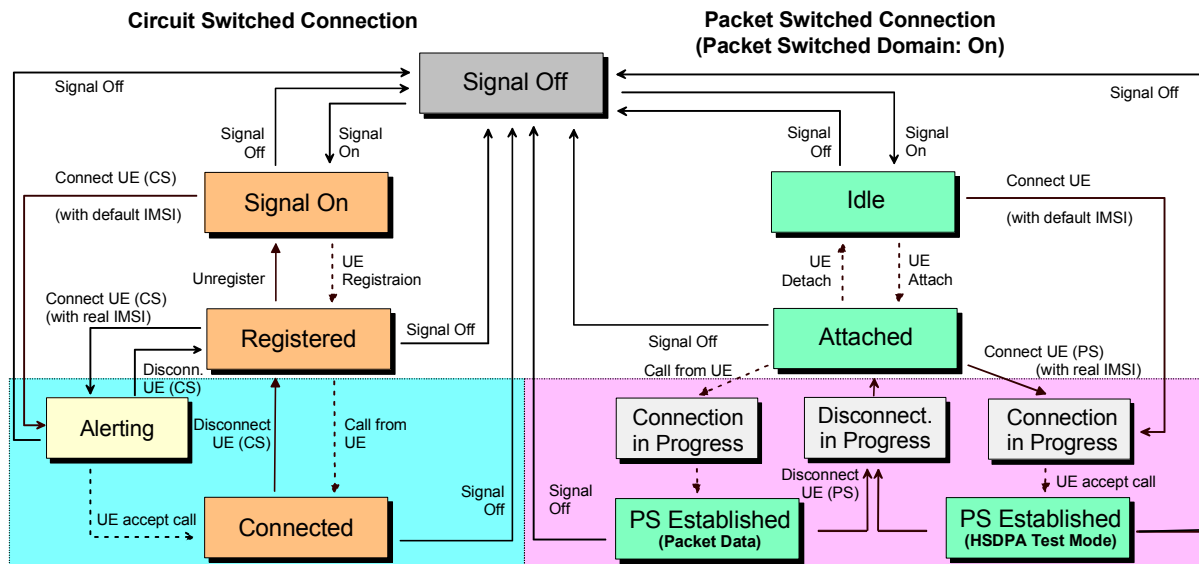 Circuit Switched Connection
Packet Switched Connection
(Packet Switched Domain: On)
Signal Off
Signal Off
Signal Off
Signal
Off
Signal
On
Signal
Off
Signal
On
Connect UE (CS)
(with default IMSI)
Signal On
Idle
Connect UE
(with default IMSI)
Unregister
UE
Registraion
UE
Detach
UE
Attach
Connect UE (CS)
(with real IMSI)
Registered
Signal Off
Signal Off
Attached
Disconn.
UE (CS)
Call from UE
Connect UE (PS)
(with real IMSI)
Alerting
Disconnect
UE (CS)
Call from
UE
Connection
in Progress
Disconnect.
in Progress
Connection
in Progress
Disconnect
UE (PS)
UE accept call
UE accept call
Connected
Signal
Off
Signal
Off
PS Established
(Packet Data)
PS Established
(HSDPA Test Mode)